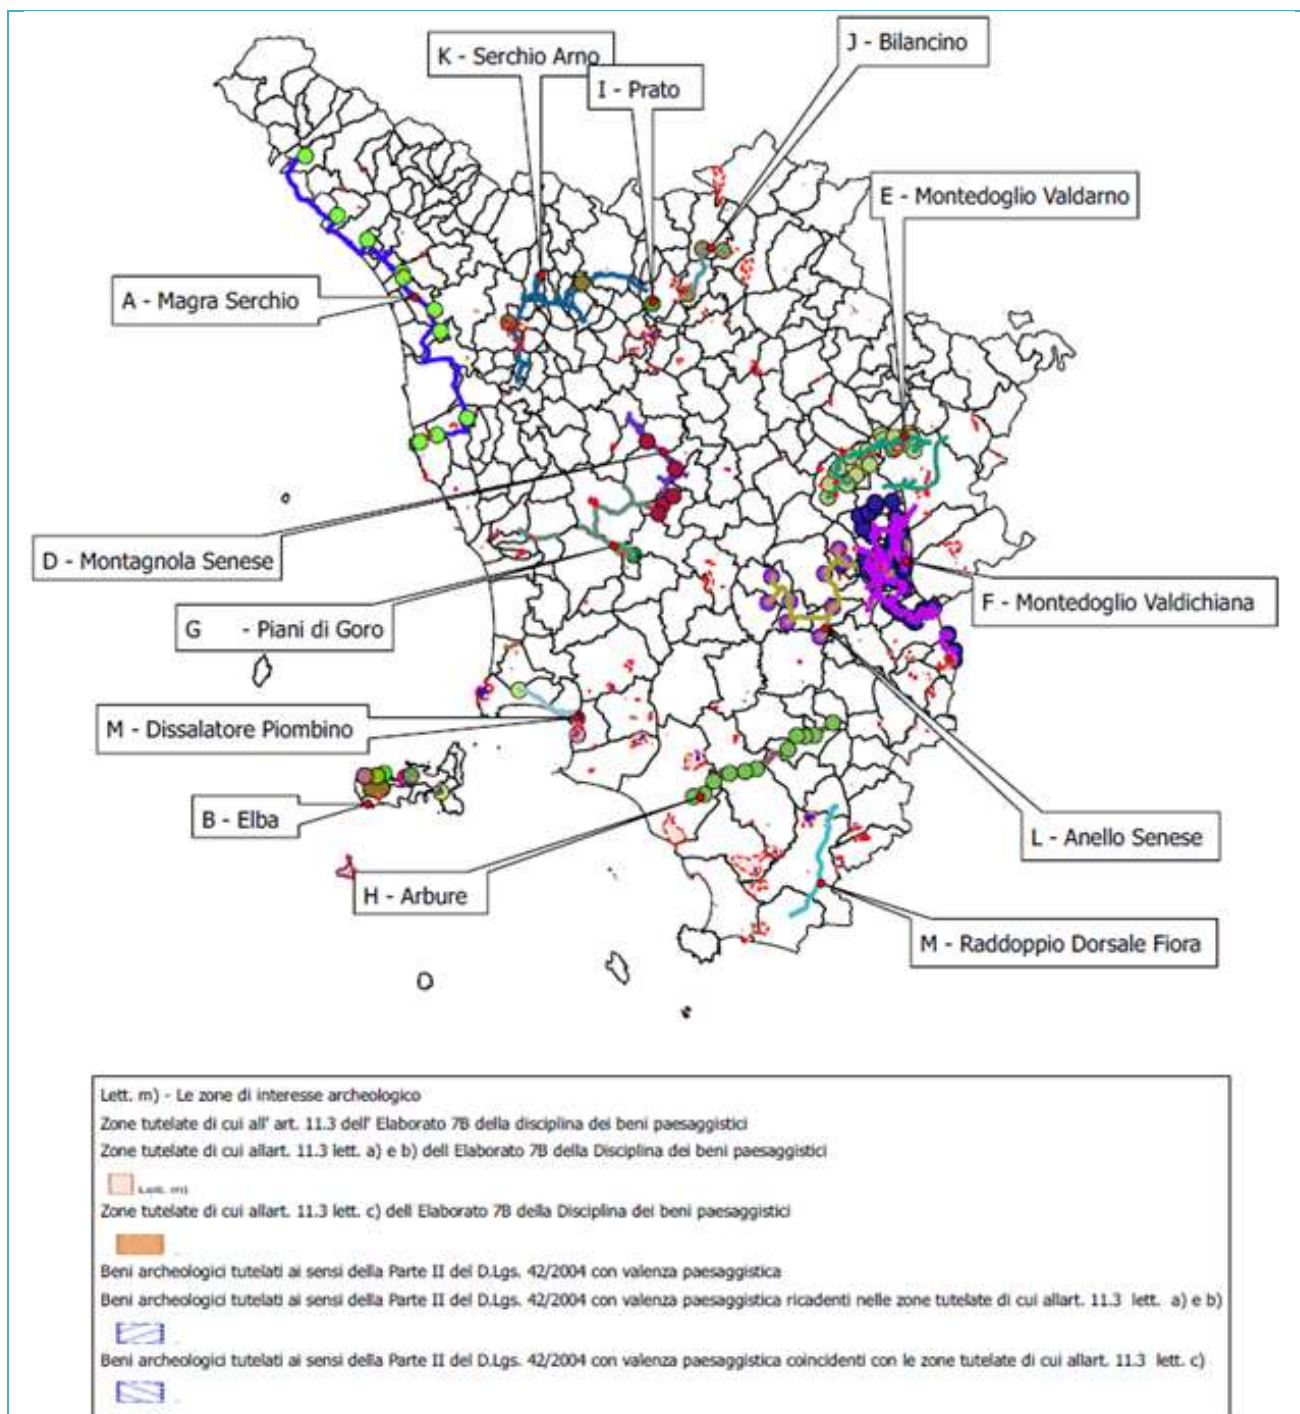 J - Bilancino
K - Serchio Arno
I - Prato
E - Montedoglio Valdarno
A - Magra Serchio
D - Montagnola Senese
F - Montedoglio Valdichiana
G - Piani di Goro
M - Dissalatore Piombino
B - Elba
L - Anello Senese
H - Arbure
M - Raddoppio Dorsale Fiora
Lett. m) - Le zone di interesse archeologico
Zone tutelate di cui all' art. 11.3 dell' Elaborato 7B della disciplina dei beni paesaggistici
Zone tutelate di cui allart. 11.3 lett. a) e b) dell Elaborato 7B della Disciplina dei beni paesaggistici
Lett. m)
Zone tutelate di cui allart. 11.3 lett. c) dell Elaborato 7B della Disciplina dei beni paesaggistici
Beni archeologici tutelati ai sensi della Parte II del D.Lgs. 42/2004 con valenza paesaggistica
Beni archeologici tutelati ai sensi della Parte II del D.Lgs. 42/2004 con valenza paesaggistica ricadenti nelle zone tutelate di cui allart. 11.3 lett. a) e b)
Beni archeologici tutelati ai sensi della Parte II del D.Lgs. 42/2004 con valenza paesaggistica coincidenti con le zone tutelate di cui allart. 11.3 lett. c)